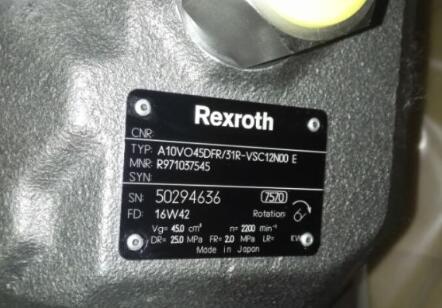 Rexroth
CNR:
TYP: A10VO45DFR/31R-VSC12N00 E
MNR: R971037545
SYN:
SN: 50294636 7570
FD: 16W42 Rotation:
Vg= 45.0 cm³ n= 2200 min⁻¹
DR= 25.0 MPa FR= 2.0 MPa LR= KW
Made in Japan